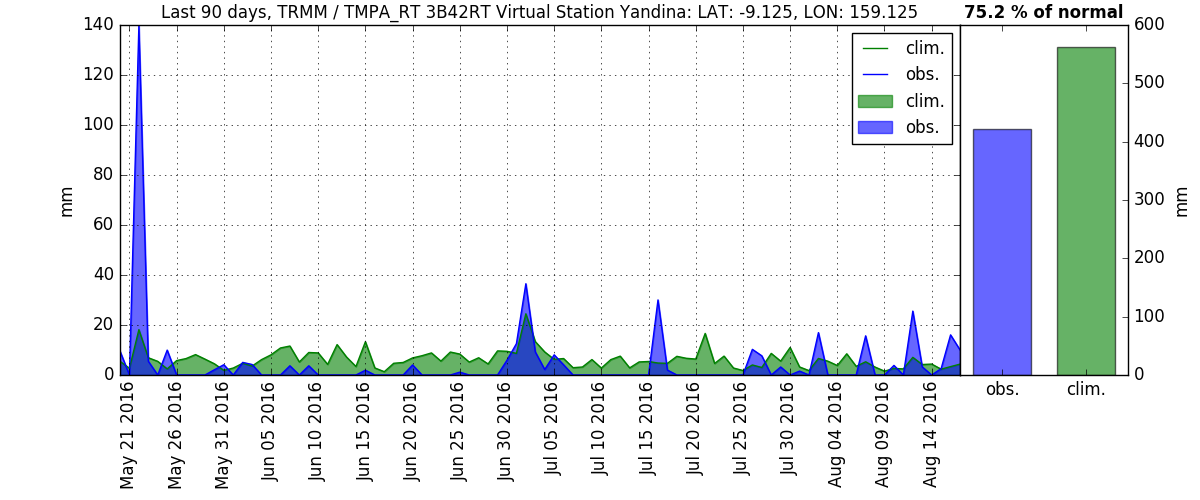 Last 90 days, TRMM / TMPA_RT 3B42RT Virtual Station Yandina: LAT: -9.125, LON: 159.125
75.2 % of normal
140
120
100
80
60
40
20
0
mm
clim.
obs.
clim.
obs.
600
500
400
300
200
100
0
mm
May 21 2016
May 26 2016
May 31 2016
Jun 05 2016
Jun 10 2016
Jun 15 2016
Jun 20 2016
Jun 25 2016
Jun 30 2016
Jul 05 2016
Jul 10 2016
Jul 15 2016
Jul 20 2016
Jul 25 2016
Jul 30 2016
Aug 04 2016
Aug 09 2016
Aug 14 2016
obs.
clim.